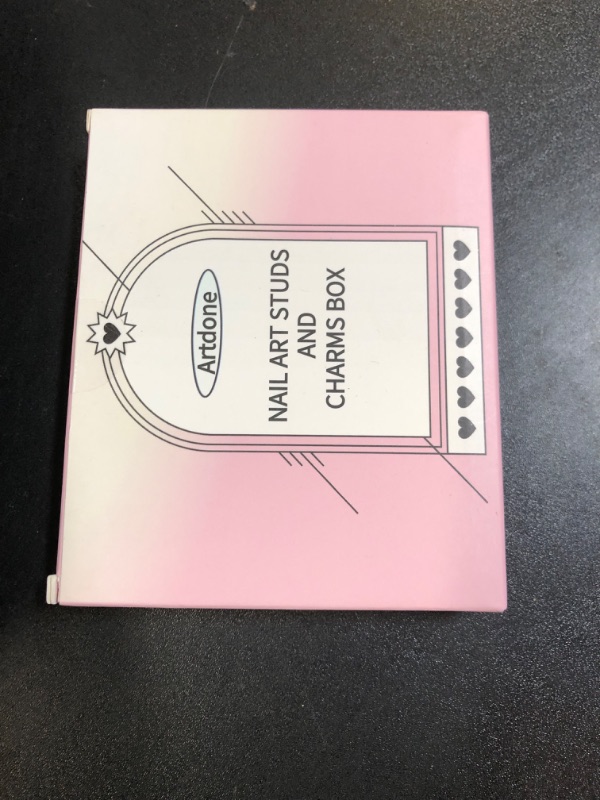 Artdone
NAIL ART STUDS
AND
CHARMS BOX